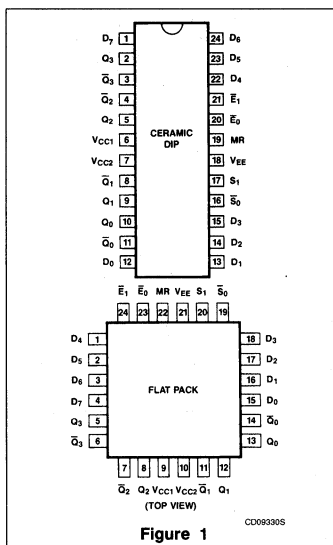 D₇ 1 24 D₆
Q₃ 2 23 D₅
Q̅₃ 3 22 D₄
Q̅₂ 4 21 E̅₁
Q₂ 5 20 E̅₀
VCC1 6 CERAMIC 19 MR
VCC2 7 DIP 18 VEE
Q̅₁ 8 17 S₁
Q₁ 9 16 S̅₀
Q₀ 10 15 D₃
Q̅₀ 11 14 D₂
D₀ 12 13 D₁
E̅₁ E̅₀ MR VEE S₁ S̅₀
24 23 22 21 20 19
D₄ 1 18 D₃
D₅ 2 17 D₂
D₆ 3 FLAT PACK 16 D₁
D₇ 4 15 D₀
Q₃ 5 14 Q̅₀
Q̅₃ 6 13 Q₀
7 8 9 10 11 12
Q̅₂ Q₂ VCC1 VCC2 Q̅₁ Q₁
(TOP VIEW)
CD09330S
Figure 1